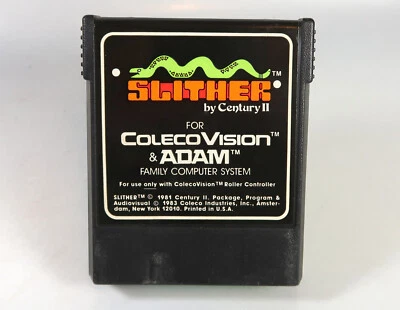 SLITHER™
by Century II
FOR
COLECOVISION™
& ADAM™
FAMILY COMPUTER SYSTEM
For use only with ColecoVision™ Roller Controller
SLITHER™ © 1981 Century II, Package, Program &
Audiovisual © 1983 Coleco Industries, Inc., Amster-
dam, New York 12010. Printed in U.S.A.